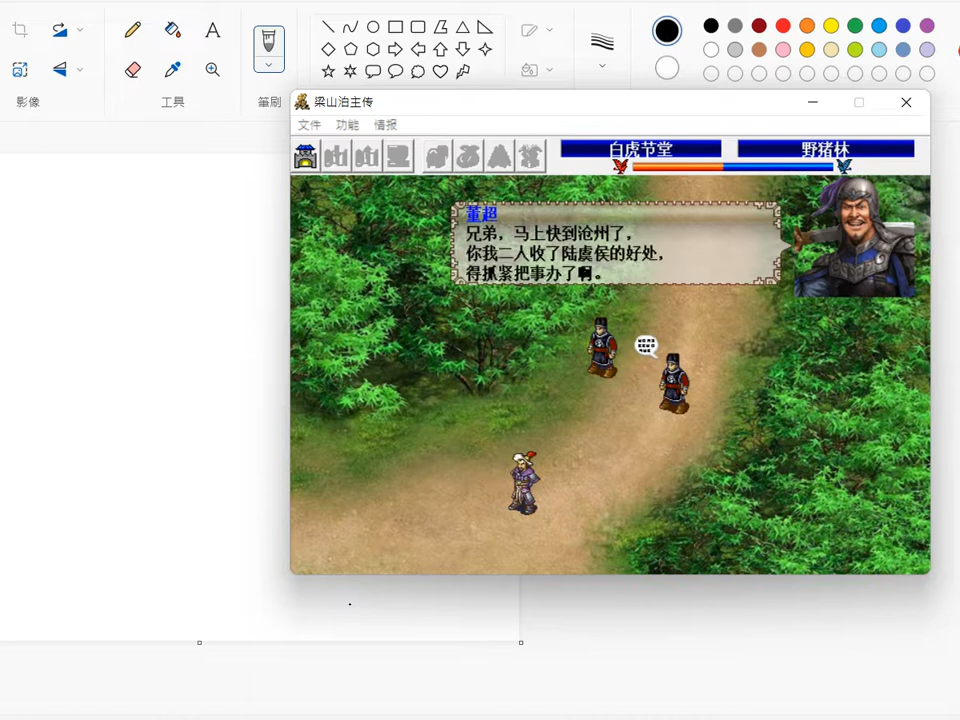 影像
工具
筆刷
梁山泊主传
文件 功能 情报
白虎节堂 野猪林
董超
兄弟，马上快到沧州了，
你我二人收了陆虞侯的好处，
得抓紧把事办了啊。